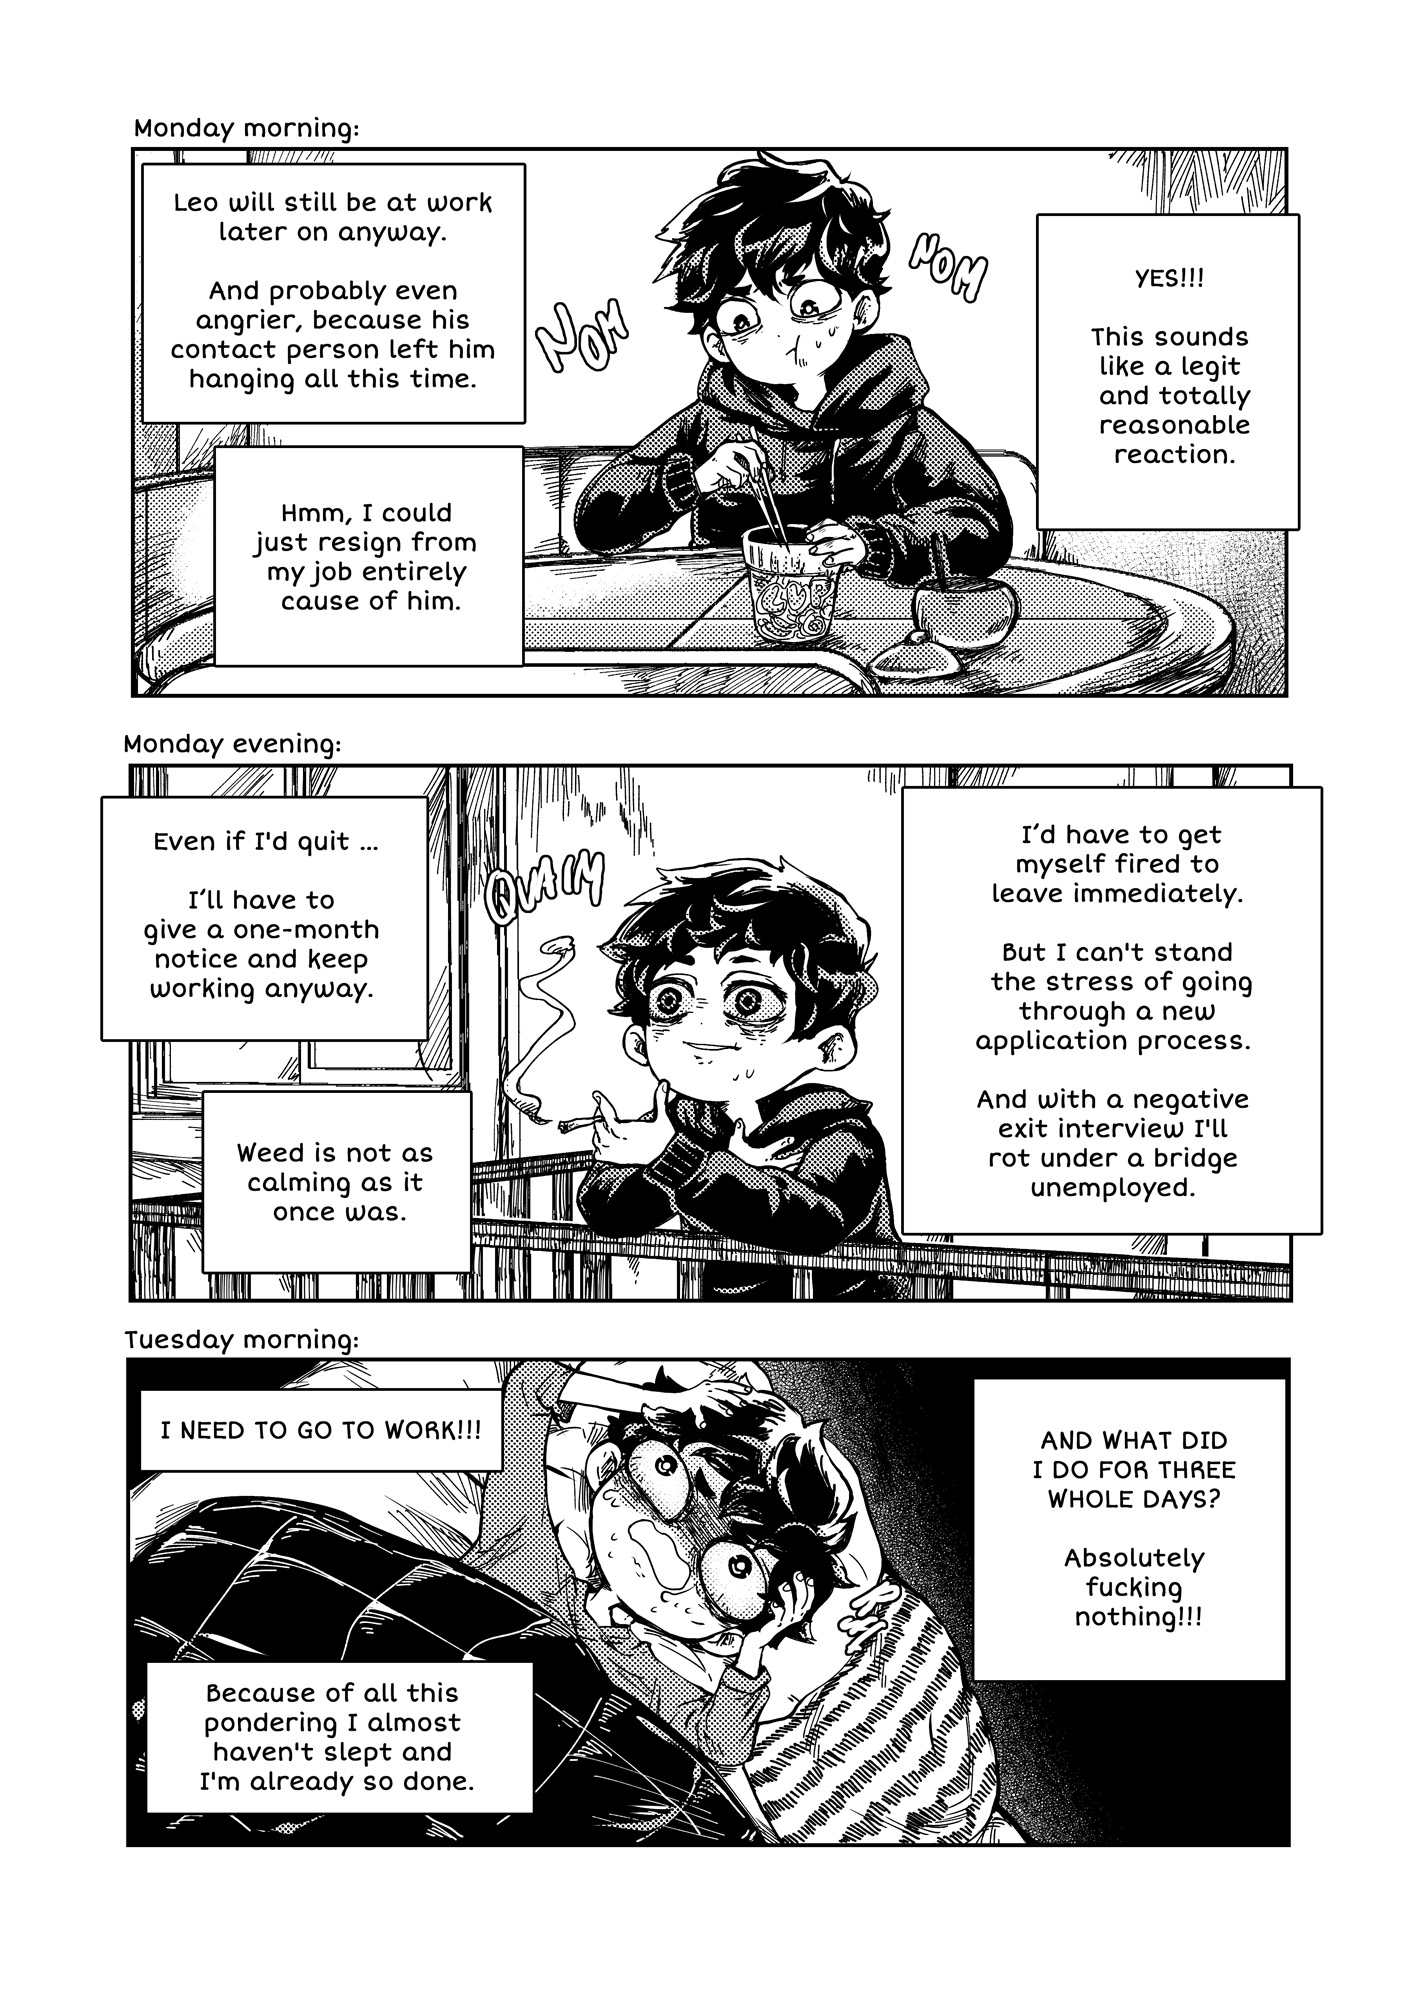 Monday morning:
Leo will still be at work
later on anyway.
And probably even
angrier, because his
contact person left him
hanging all this time.
NOM
NOM
Hmm, I could
just resign from
my job entirely
cause of him.
YES!!!
This sounds
like a legit
and totally
reasonable
reaction.
Monday evening:
Even if I'd quit ...
I'll have to
give a one-month
notice and keep
working anyway.
Weed is not as
calming as it
once was.
I'd have to get
myself fired to
leave immediately.
But I can't stand
the stress of going
through a new
application process.
And with a negative
exit interview I'll
rot under a bridge
unemployed.
Tuesday morning:
I NEED TO GO TO WORK!!!
Because of all this
pondering I almost
haven't slept and
I'm already so done.
AND WHAT DID
I DO FOR THREE
WHOLE DAYS?
Absolutely
fucking
nothing!!!